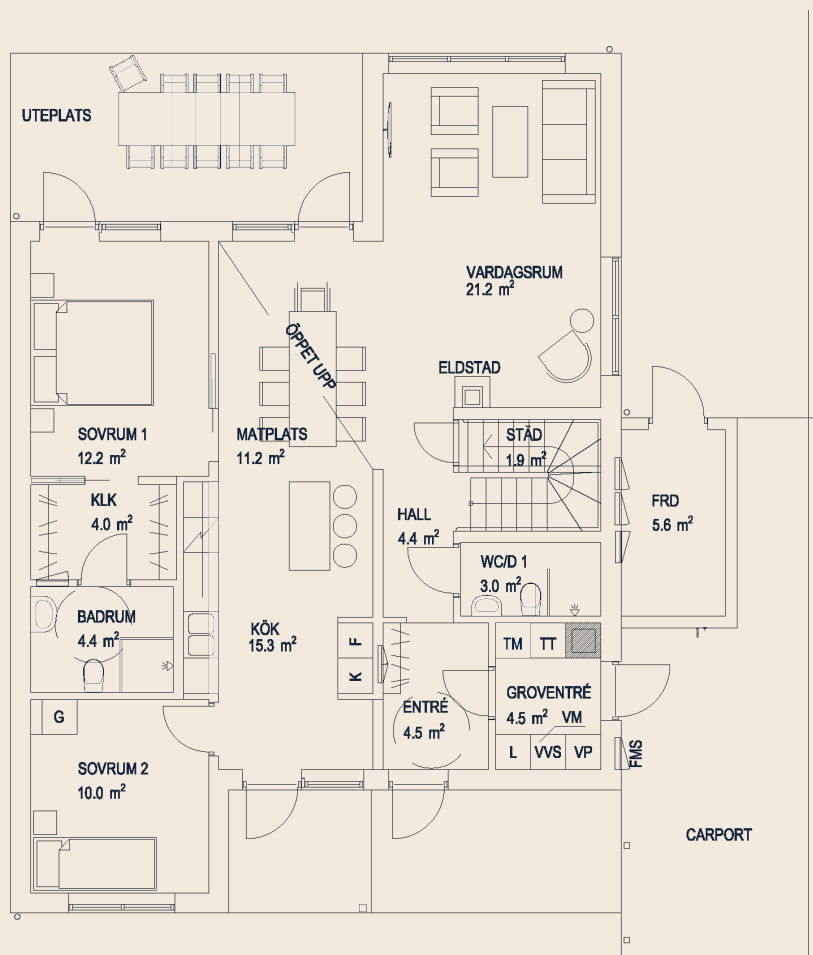 UTEPLATS
VARDAGSRUM
21.2 m²
ÖPPET UPP
ELDSTAD
SOVRUM 1
12.2 m²
MATPLATS
11.2 m²
STÄD
1.9 m²
KLK
4.0 m²
HALL
4.4 m²
FRD
5.6 m²
WC/D 1
3.0 m²
BADRUM
4.4 m²
KÖK
15.3 m²
F
K
TM
TT
ENTRÉ
4.5 m²
GROVENTRÉ
4.5 m²
VM
G
L
VVS
VP
FMS
SOVRUM 2
10.0 m²
CARPORT